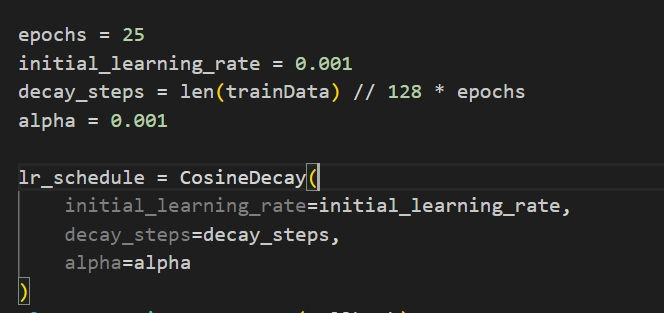 epochs = 25
initial_learning_rate = 0.001
decay_steps = len(trainData) // 128 * epochs
alpha = 0.001
lr_schedule = CosineDecay(
    initial_learning_rate=initial_learning_rate,
    decay_steps=decay_steps,
    alpha=alpha
)